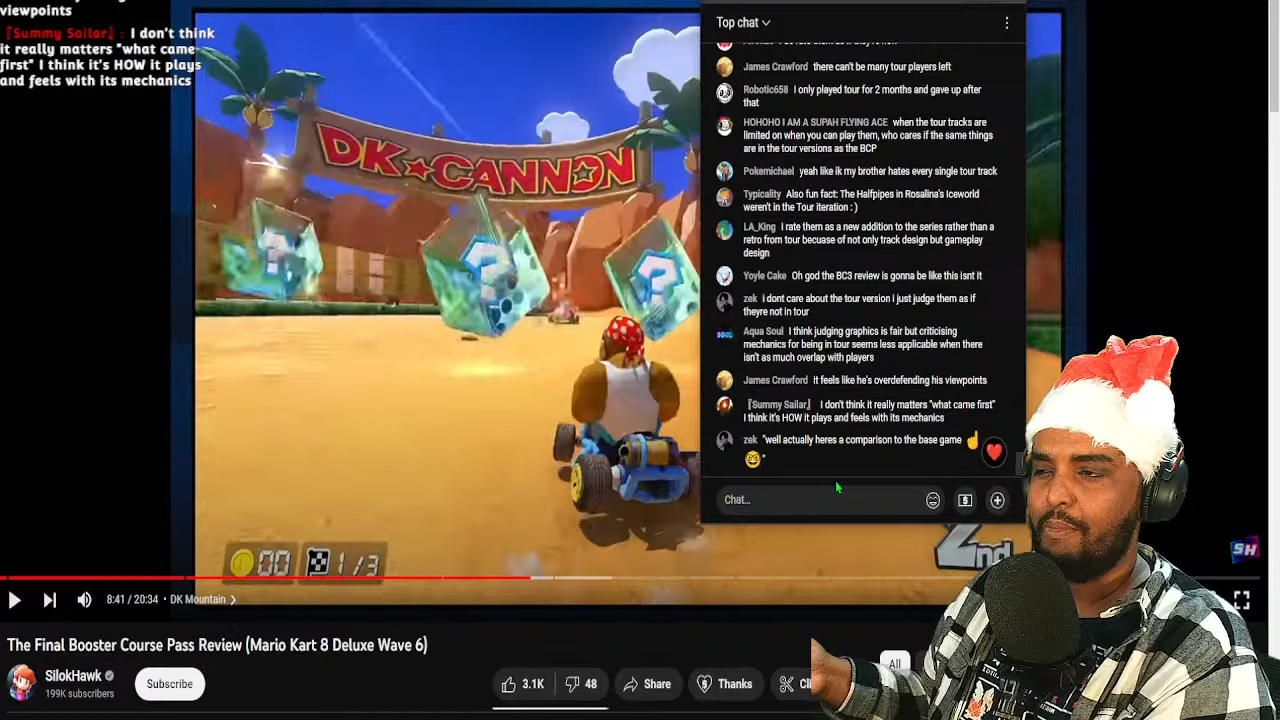 viewpoints
『Summy Sailar』: I don't think
it really matters "what came
first" I think it's HOW it plays
and feels with its mechanics
DK★CANNON
00
1/3
2nd
Top chat
James Crawford there can't be many tour players left
Robotic658 I only played tour for 2 months and gave up after
that
HOHOHO I AM A SUPAH FLYING ACE when the tour tracks are
limited on when you can play them, who cares if the same things
are in the tour versions as the BCP
Pokemichael yeah like ik my brother hates every single tour track
Typicality Also fun fact: The Halfpipes in Rosalina's Iceworld
weren't in the Tour iteration : )
LA_King I rate them as a new addition to the series rather than a
retro from tour becuase of not only track design but gameplay
design
Yoyle Cake Oh god the BC3 review is gonna be like this isnt it
zek i dont care about the tour version i just judge them as if
theyre not in tour
SOUL
Aqua Soul I think judging graphics is fair but criticising
mechanics for being in tour seems less applicable when there
isn't as much overlap with players
James Crawford it feels like he's overdefending his viewpoints
『Summy Sailar』 I don't think it really matters "what came first"
I think it's HOW it plays and feels with its mechanics
zek "well actually heres a comparison to the base game ☝
🤓"
Chat...
SH
8:41 / 20:34 • DK Mountain
The Final Booster Course Pass Review (Mario Kart 8 Deluxe Wave 6)
SilokHawk
199K subscribers
Subscribe
3.1K
48
Share
Thanks
Cli
All